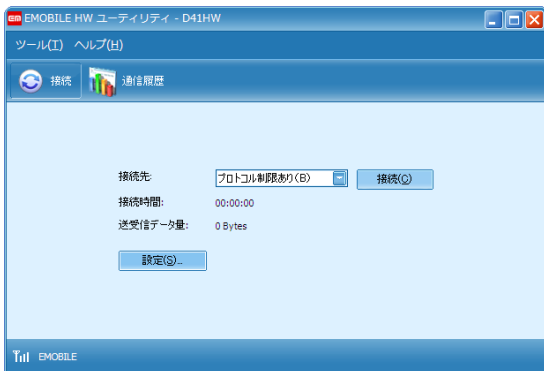 em EMOBILE HW ユーティリティ - D41HW
ツール(T) ヘルプ(H)
接続 通信履歴
接続先: プロトコル制限あり(B) 接続(C)
接続時間: 00:00:00
送受信データ量: 0 Bytes
設定(S)...
EMOBILE